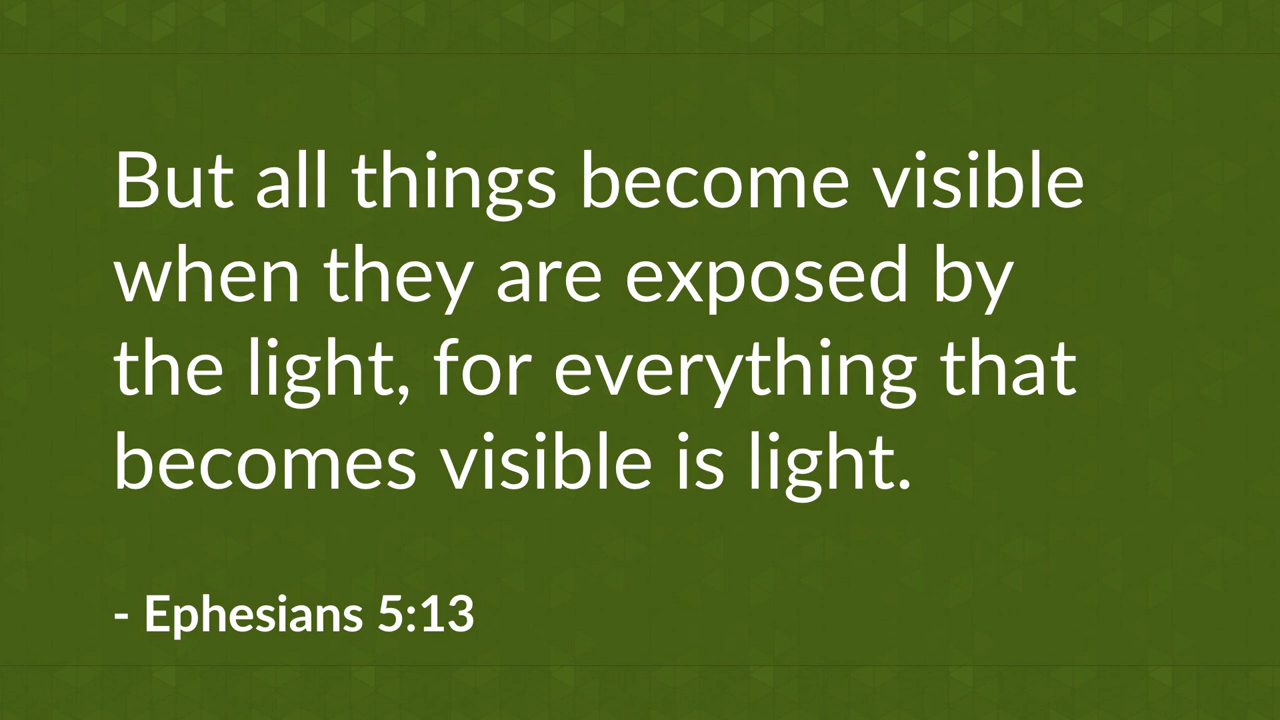 But all things become visible
when they are exposed by
the light, for everything that
becomes visible is light.
- Ephesians 5:13